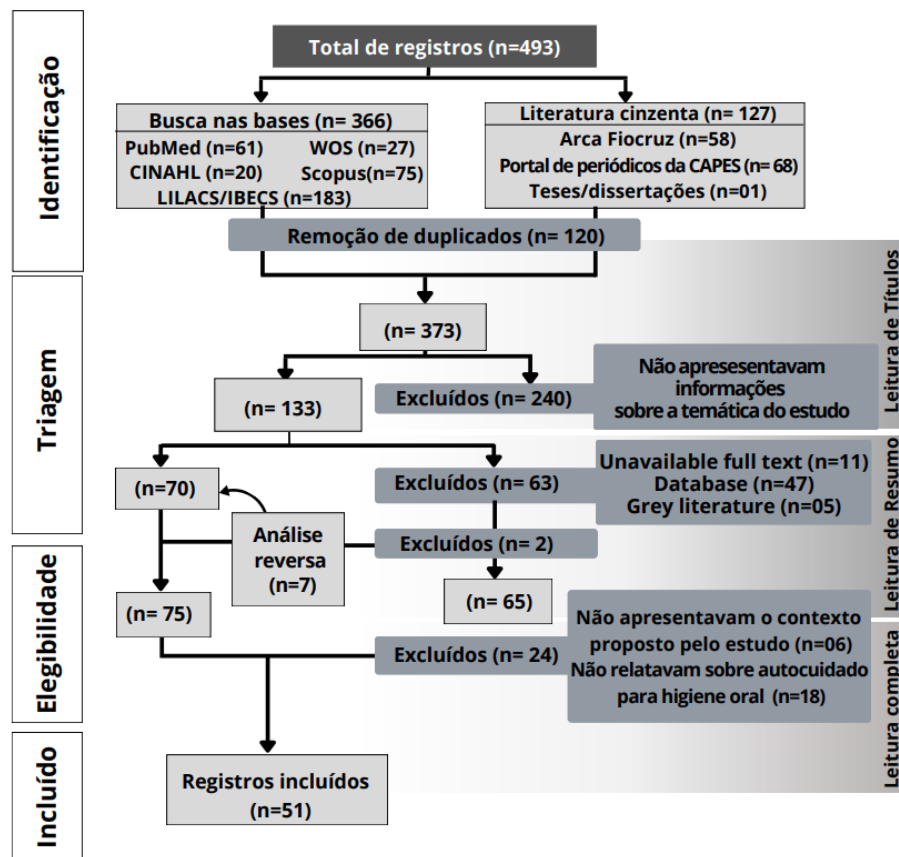 Identificação
Total de registros (n=493)
Busca nas bases (n= 366)
PubMed (n=61) WOS (n=27)
CINAHL (n=20) Scopus(n=75)
LILACS/IBECS (n=183)
Literatura cinzenta (n= 127)
Arca Fiocruz (n=58)
Portal de periódicos da CAPES (n= 68)
Teses/dissertações (n=01)
Remoção de duplicados (n= 120)
Triagem
Leitura de Títulos
(n= 373)
(n= 133)
Excluídos (n= 240)
Não apresesentavam
informações
sobre a temática do estudo
Leitura de Resumo
(n=70)
Excluídos (n= 63)
Unavailable full text (n=11)
Database (n=47)
Grey literature (n=05)
Análise
reversa
(n=7)
Excluídos (n= 2)
(n= 65)
Elegibilidade
(n= 75)
Leitura completa
Excluídos (n= 24)
Não apresentavam o contexto
proposto pelo estudo (n=06)
Não relatavam sobre autocuidado
para higiene oral (n=18)
Incluído
Registros incluídos
(n=51)